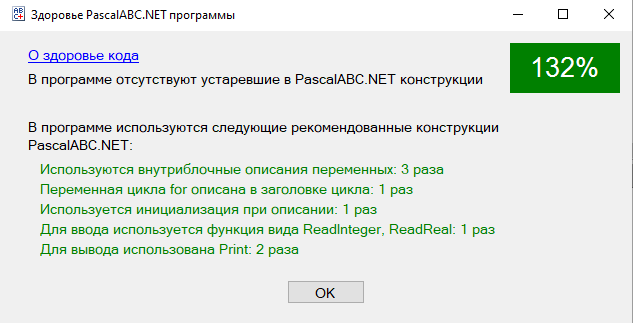 Здоровье PascalABC.NET программы
О здоровье кода
132%
В программе отсутствуют устаревшие в PascalABC.NET конструкции
В программе используются следующие рекомендованные конструкции
PascalABC.NET:
Используются внутриблочные описания переменных: 3 раза
Переменная цикла for описана в заголовке цикла: 1 раз
Используется инициализация при описании: 1 раз
Для ввода используется функция вида ReadInteger, ReadReal: 1 раз
Для вывода использована Print: 2 раза
OK